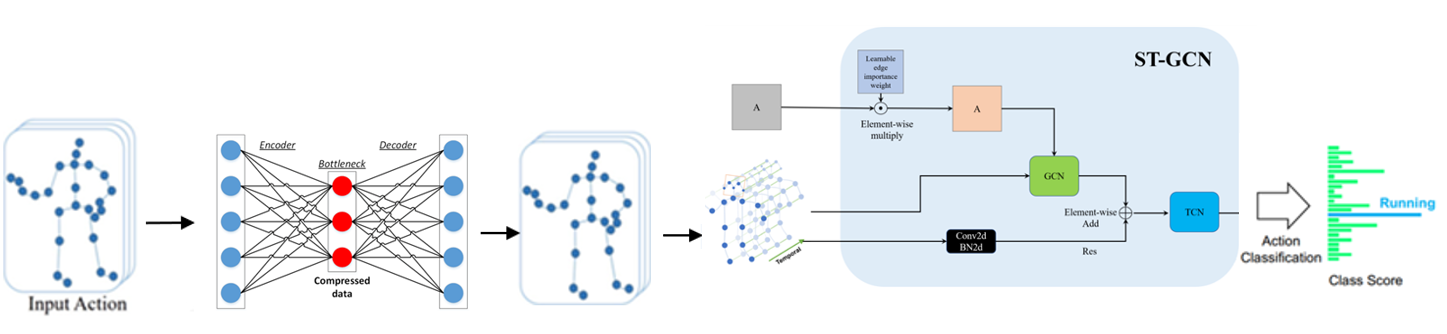 Input Action
Encoder
Bottleneck
Decoder
Compressed
data
Temporal
ST-GCN
Learnable
edge
importance
weight
A
Element-wise
multiply
A
GCN
Element-wise
Add
TCN
Conv2d
BN2d
Res
Action
Classification
Running
Class Score